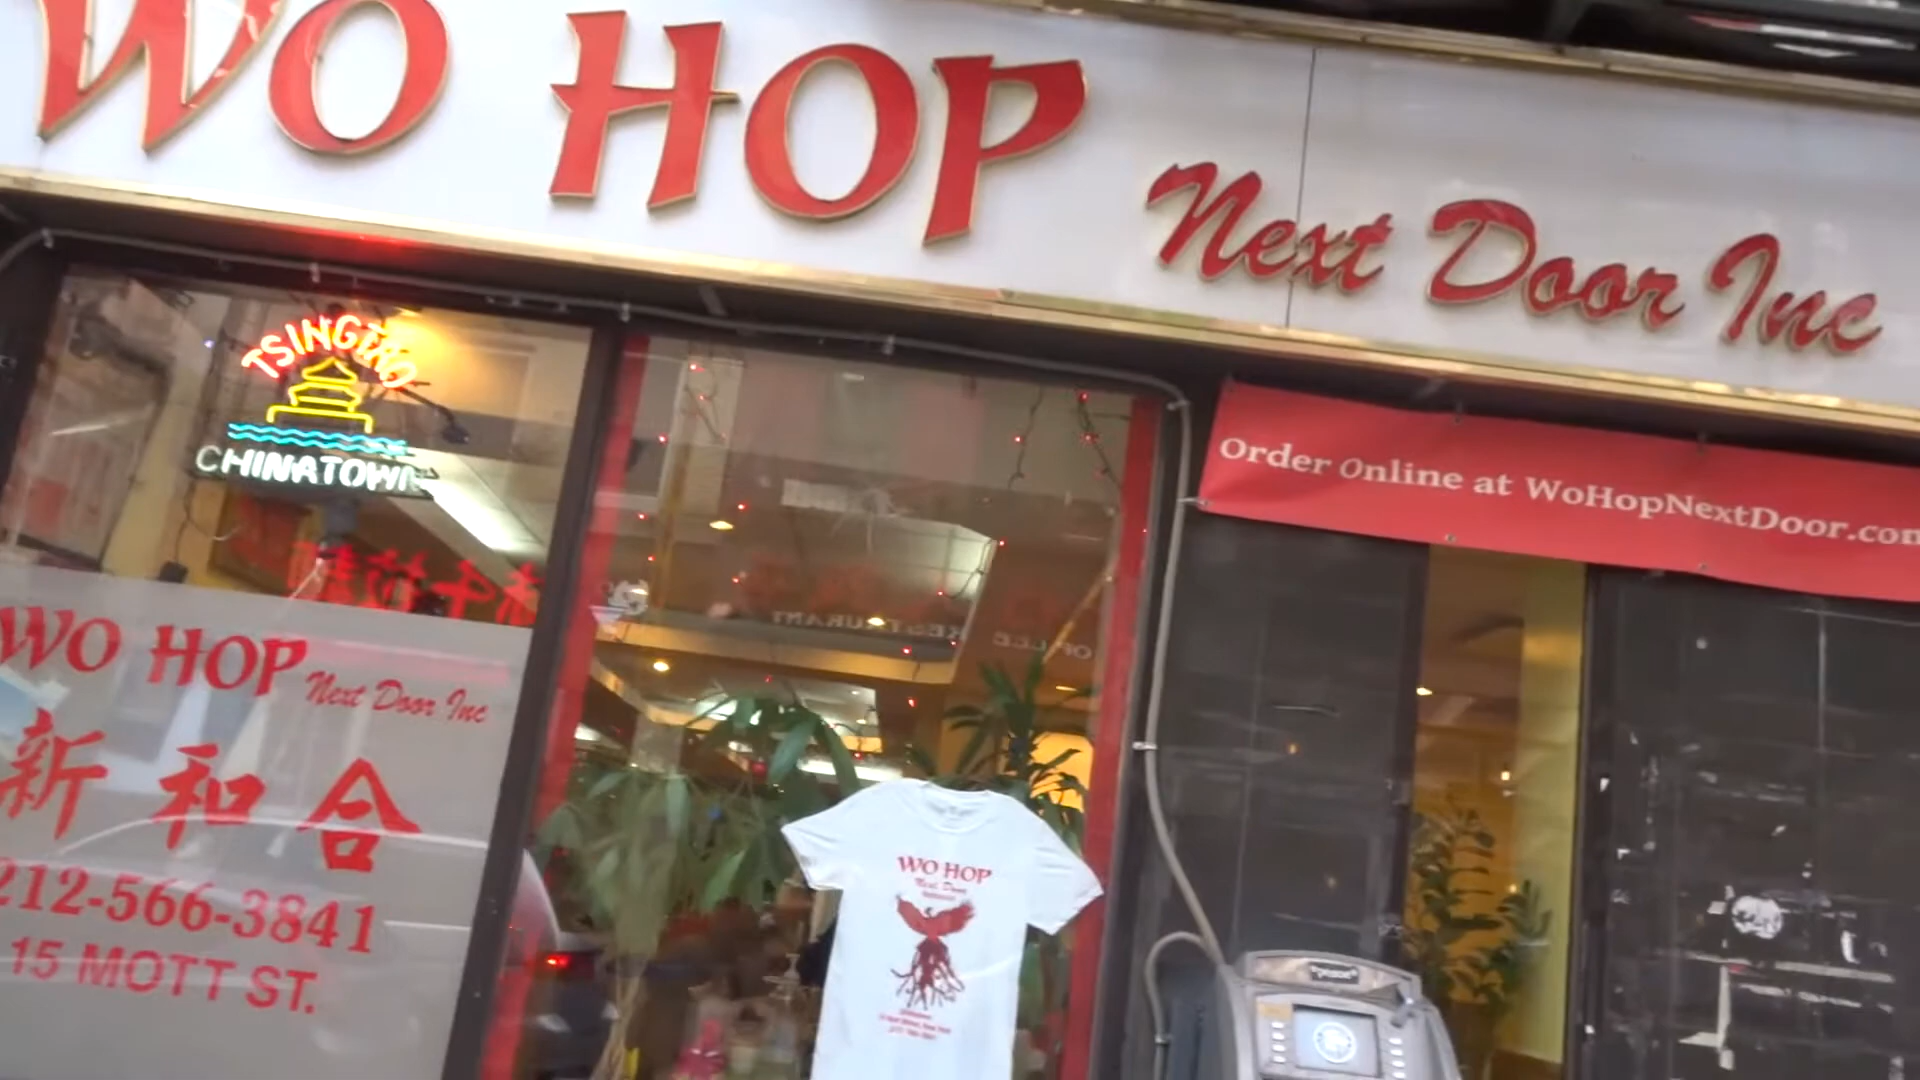 WO HOP Next Door Inc
TSINGTAO
CHINATOWN
Order Online at WoHopNextDoor.com
WO HOP Next Door Inc
新和合
212-566-3841
15 MOTT ST.
WO HOP
Next Door
"peace"